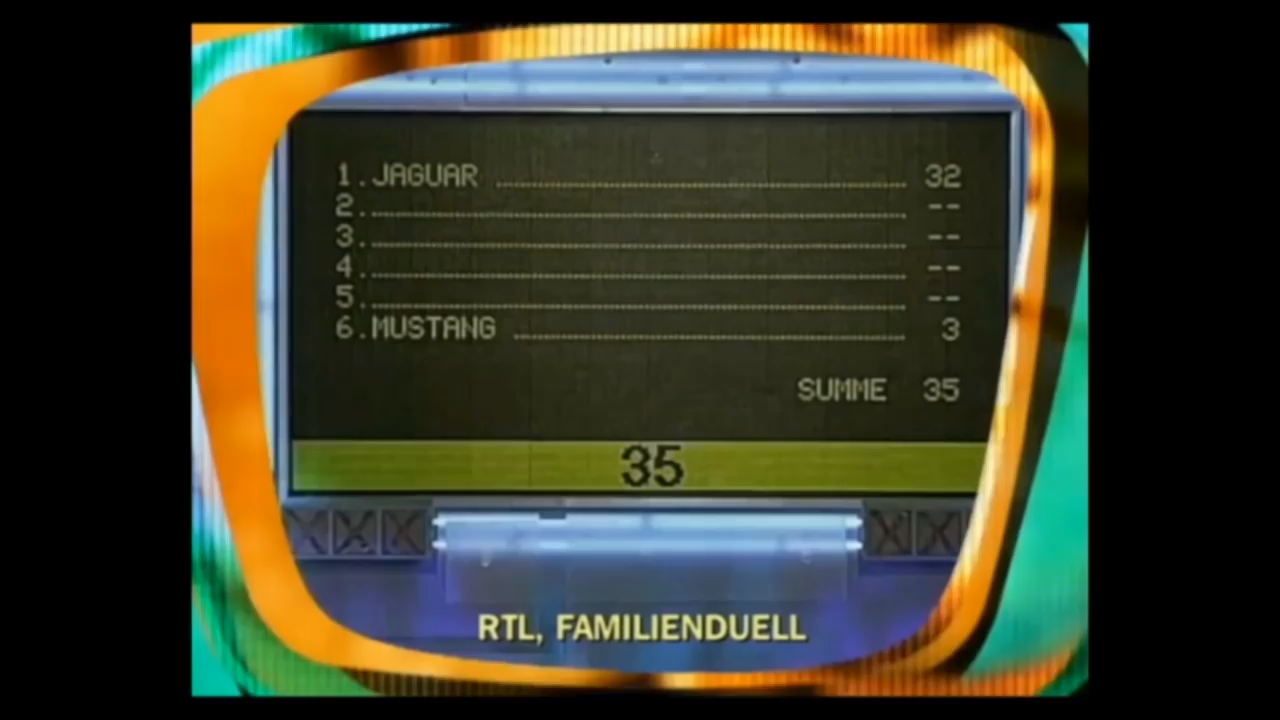 1.JAGUAR 32
2. --
3. --
4. --
5. --
6.MUSTANG 3
SUMME 35
35
X X X X X
RTL, FAMILIENDUELL